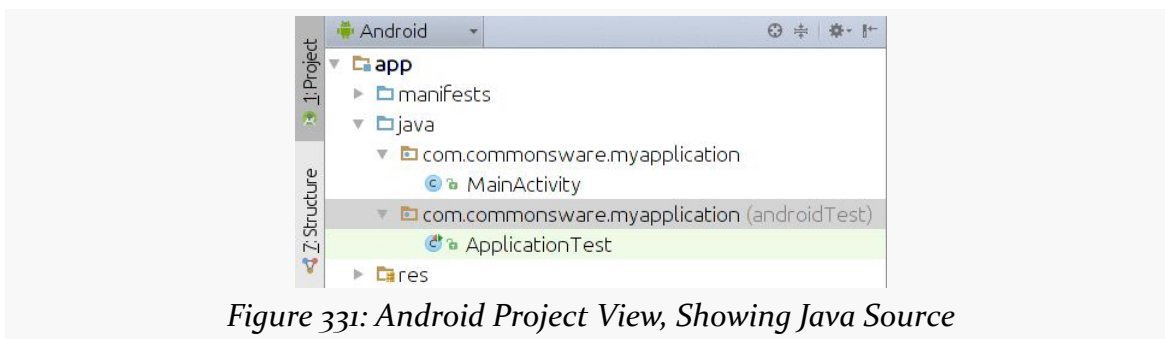 Android
1: Project
app
manifests
java
com.commonsware.myapplication
MainActivity
com.commonsware.myapplication (androidTest)
ApplicationTest
res
7: Structure
Figure 331: Android Project View, Showing Java Source